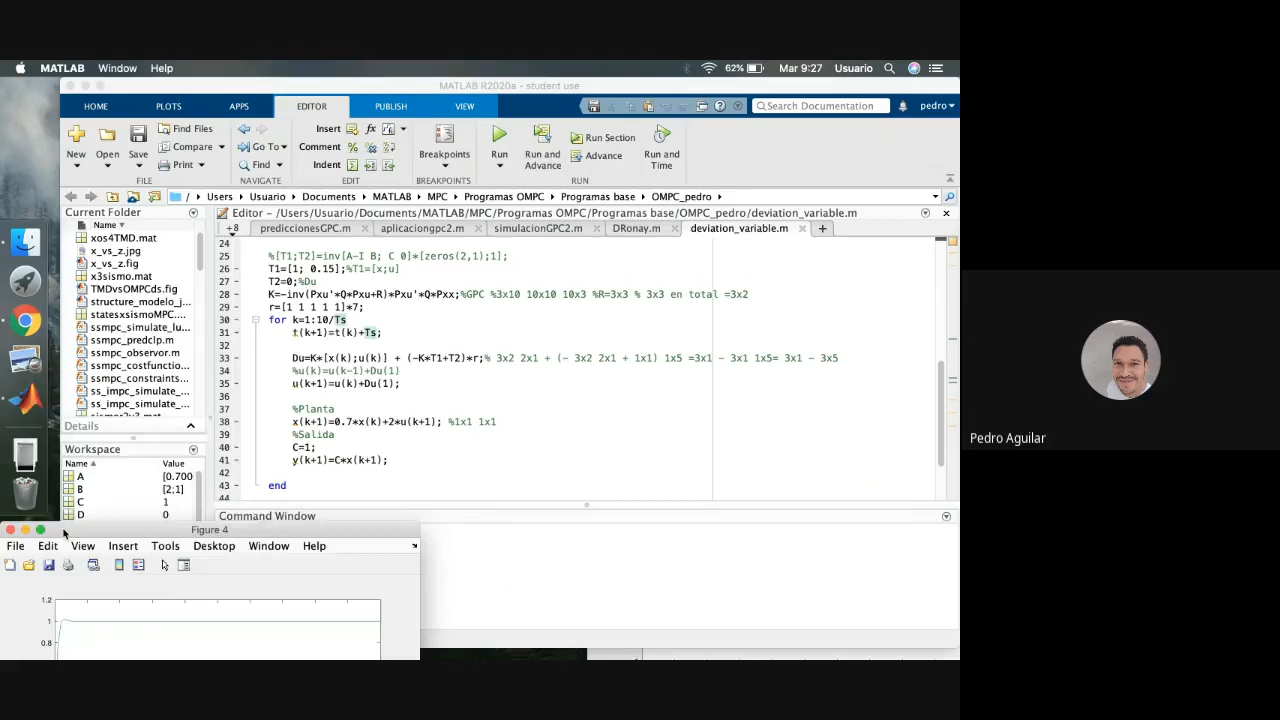 MATLAB Window Help 62% Mar 9:27 Usuario
MATLAB R2020a - student use
HOME PLOTS APPS EDITOR PUBLISH VIEW Search Documentation pedro
New Open Save Find Files Compare Print
Go To Find
Insert fx Comment % Indent
Breakpoints
Run Run and Advance Run Section Advance Run and Time
FILE NAVIGATE EDIT BREAKPOINTS RUN
/ Users Usuario Documents MATLAB MPC Programas OMPC Programas base OMPC_pedro
Current Folder
Name
xos4TMD.mat
x_vs_z.jpg
x_vs_z.fig
x3sismo.mat
TMDvsOMPCds.fig
structure_modelo_j...
statesxsismoMPC.m
ssmpc_simulate_lu...
ssmpc_predclp.m
ssmpc_observor.m
ssmpc_costfunctio...
ssmpc_constraints...
ss_impc_simulate_...
ss_impc_simulate_...
Details
Workspace
Name Value
A [0.700
B [2;1]
C 1
D 0
Editor - /Users/Usuario/Documents/MATLAB/MPC/Programas OMPC/Programas base/OMPC_pedro/deviation_variable.m
+8 prediccionesGPC.m aplicaciongpc2.m simulacionGPC2.m DRonay.m deviation_variable.m
24
25 %[T1;T2]=inv[A-I B; C 0]*[zeros(2,1);1];
26 T1=[1; 0.15];%T1=[x;u]
27 T2=0;%Du
28 K=-inv(Pxu'*Q*Pxu+R)*Pxu'*Q*Pxx;%GPC %3x10 10x10 10x3 %R=3x3 % 3x3 en total =3x2
29 r=[1 1 1 1 1]*7;
30 for k=1:10/Ts
31 t(k+1)=t(k)+Ts;
32
33 Du=K*[x(k);u(k)] + (-K*T1+T2)*r;% 3x2 2x1 + (- 3x2 2x1 + 1x1) 1x5 =3x1 - 3x1 1x5= 3x1 - 3x5
34 %u(k)=u(k-1)+Du(1)
35 u(k+1)=u(k)+Du(1);
36
37 %Planta
38 x(k+1)=0.7*x(k)+2*u(k+1); %1x1 1x1
39 %Salida
40 C=1;
41 y(k+1)=C*x(k+1);
42
43 end
44
Command Window
Figure 4
File Edit View Insert Tools Desktop Window Help
1.2
1
0.8
Pedro Aguilar